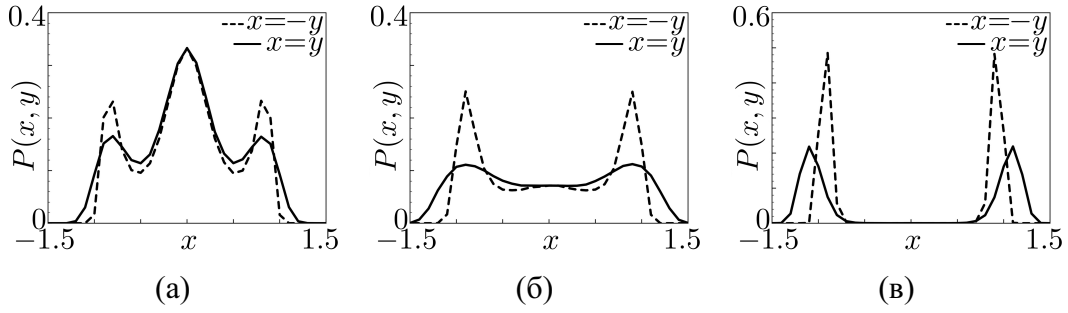 0.4
x=−y
x=y
P(x, y)
0
−1.5
x
1.5
(а)
0.4
x=−y
x=y
P(x, y)
0
−1.5
x
1.5
(б)
0.6
x=−y
x=y
P(x, y)
0
−1.5
x
1.5
(в)